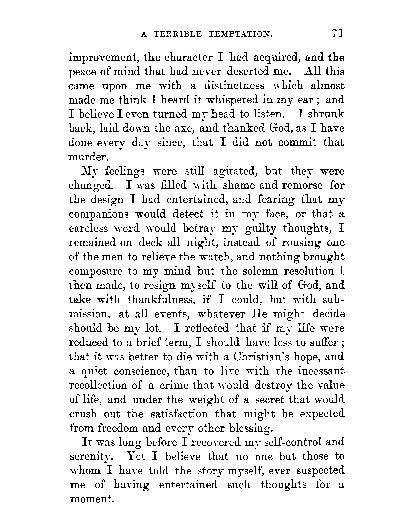 A TERRIBLE TEMPTATION. 71
improvement, the character I had acquired, and the
peace of mind that had never deserted me. All this
came upon me with a distinctness which almost
made me think I heard it whispered in my ear; and
I believe I even turned my head to listen. I shrunk
back, laid down the axe, and thanked God, as I have
done every day since, that I did not commit that
murder.
My feelings were still agitated, but they were
changed. I was filled with shame and remorse for
the design I had entertained, and fearing that my
companions would detect it in my face, or that a
careless word would betray my guilty thoughts, I
remained on deck all night, instead of rousing one
of the men to relieve the watch, and nothing brought
composure to my mind but the solemn resolution I
then made, to resign myself to the will of God, and
take with thankfulness, if I could, but with sub-
mission, at all events, whatever He might decide
should be my lot. I reflected that if my life were
reduced to a brief term, I should have less to suffer;
that it was better to die with a Christian's hope, and
a quiet conscience, than to live with the incessant
recollection of a crime that would destroy the value
of life, and under the weight of a secret that would
crush out the satisfaction that might be expected
from freedom and every other blessing.
It was long before I recovered my self-control and
serenity. Yet I believe that no one but those to
whom I have told the story myself, ever suspected
me of having entertained such thoughts for a
moment.